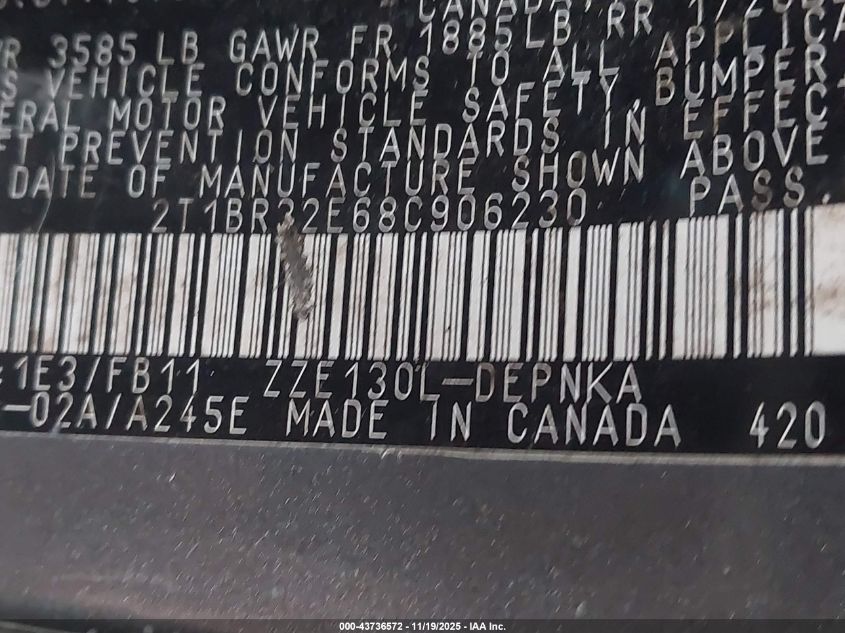 CANADA
R 3585 LB GAWR FR 1885LB RR
S VEHICLE CONFORMS TO ALL APPLICA
ERAL MOTOR VEHICLE SAFETY, BUMPER
FT PREVENTION STANDARDS IN EFFEC
DATE OF MANUFACTURE SHOWN ABOVE
2T1BR32E68C906230 PASS.
1E3/FB11 ZZE130L-DEPNKA
-02A/A245E MADE IN CANADA 420
000-43736572 | 11/19/2025 - IAA Inc.